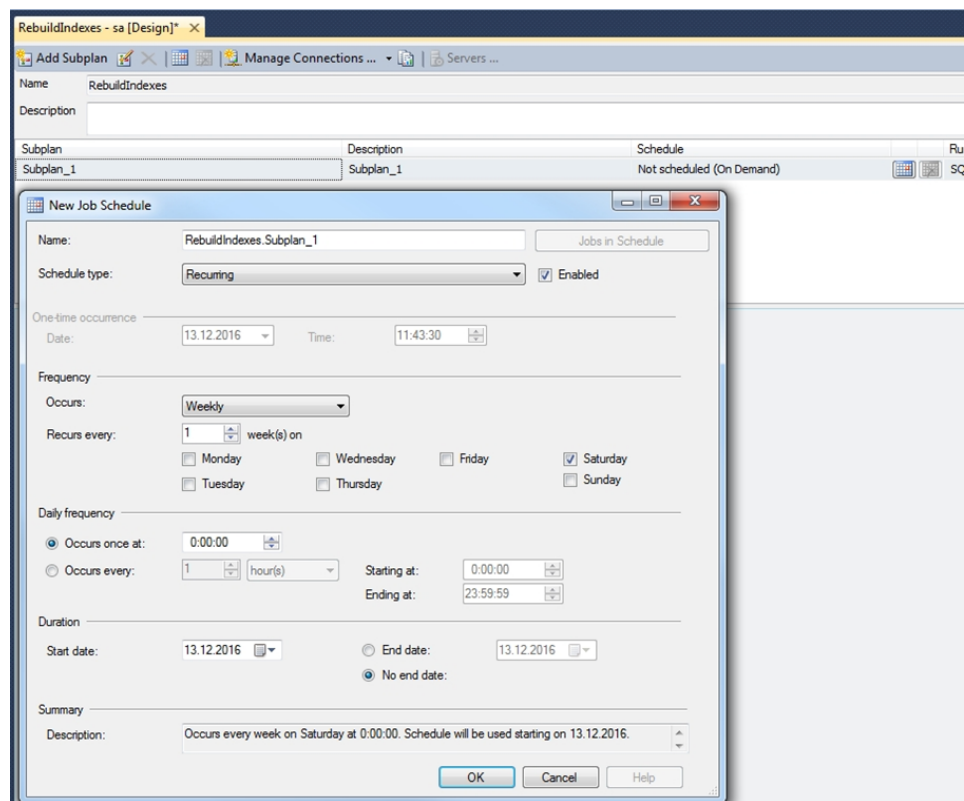 RebuildIndexes - sa [Design]* X
Add Subplan Manage Connections ... Servers ...
Name RebuildIndexes
Description
Subplan Description Schedule Ru
Subplan_1 Subplan_1 Not scheduled (On Demand) SQ
New Job Schedule
Name: RebuildIndexes.Subplan_1 Jobs in Schedule
Schedule type: Recurring Enabled
One-time occurrence
Date: 13.12.2016 Time: 11:43:30
Frequency
Occurs: Weekly
Recurs every: 1 week(s) on
Monday Wednesday Friday Saturday
Tuesday Thursday Sunday
Daily frequency
Occurs once at: 0:00:00
Occurs every: 1 hour(s) Starting at: 0:00:00
Ending at: 23:59:59
Duration
Start date: 13.12.2016 End date: 13.12.2016
No end date:
Summary
Description: Occurs every week on Saturday at 0:00:00. Schedule will be used starting on 13.12.2016.
OK Cancel Help